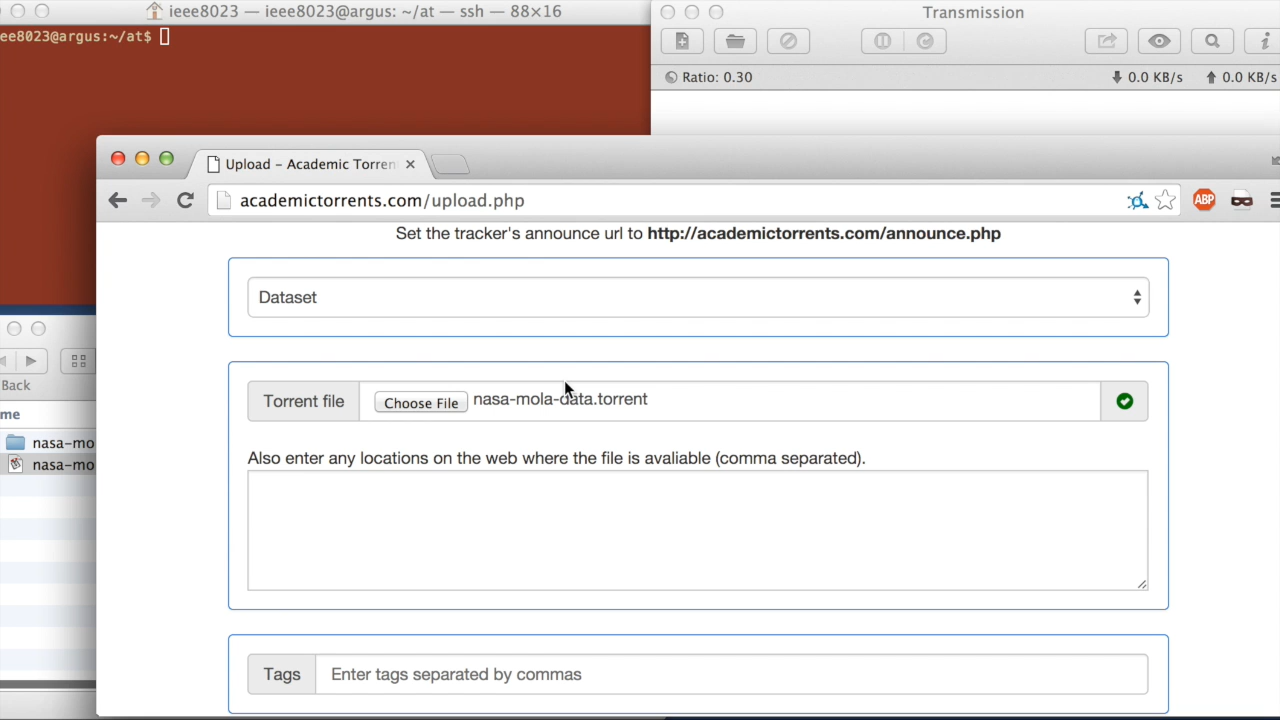 ieee8023 — ieee8023@argus: ~/at — ssh — 88×16
ee8023@argus:~/at$
Transmission
Ratio: 0.30
0.0 KB/s
0.0 KB/s
Upload – Academic Torren
academictorrents.com/upload.php
ABP
Set the tracker's announce url to http://academictorrents.com/announce.php
Dataset
Torrent file
Choose File
nasa-mola-data.torrent
Also enter any locations on the web where the file is avaliable (comma separated).
Tags
Enter tags separated by commas
Back
me
nasa-mo
nasa-mo